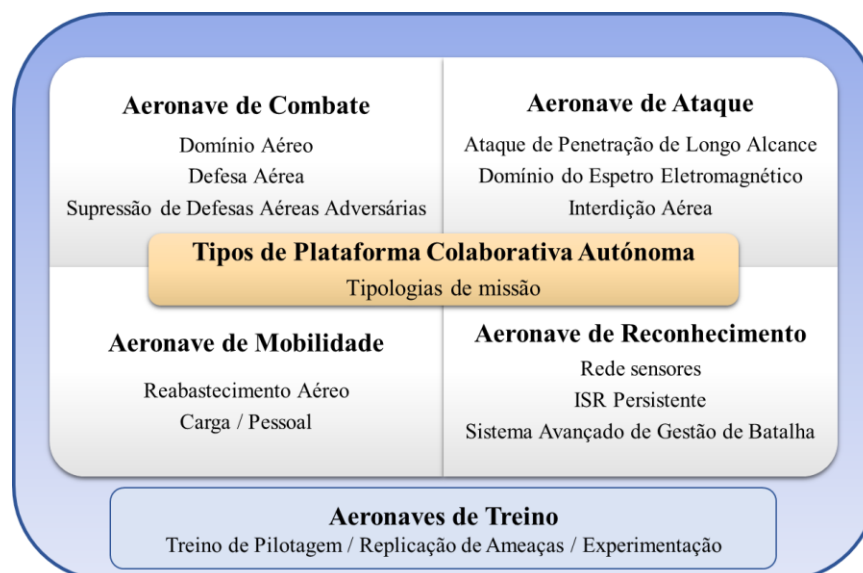 Aeronave de Combate
Domínio Aéreo
Defesa Aérea
Supressão de Defesas Aéreas Adversárias
Aeronave de Ataque
Ataque de Penetração de Longo Alcance
Domínio do Espetro Eletromagnético
Interdição Aérea
Tipos de Plataforma Colaborativa Autónoma
Tipologias de missão
Aeronave de Mobilidade
Reabastecimento Aéreo
Carga / Pessoal
Aeronave de Reconhecimento
Rede sensores
ISR Persistente
Sistema Avançado de Gestão de Batalha
Aeronaves de Treino
Treino de Pilotagem / Replicação de Ameaças / Experimentação